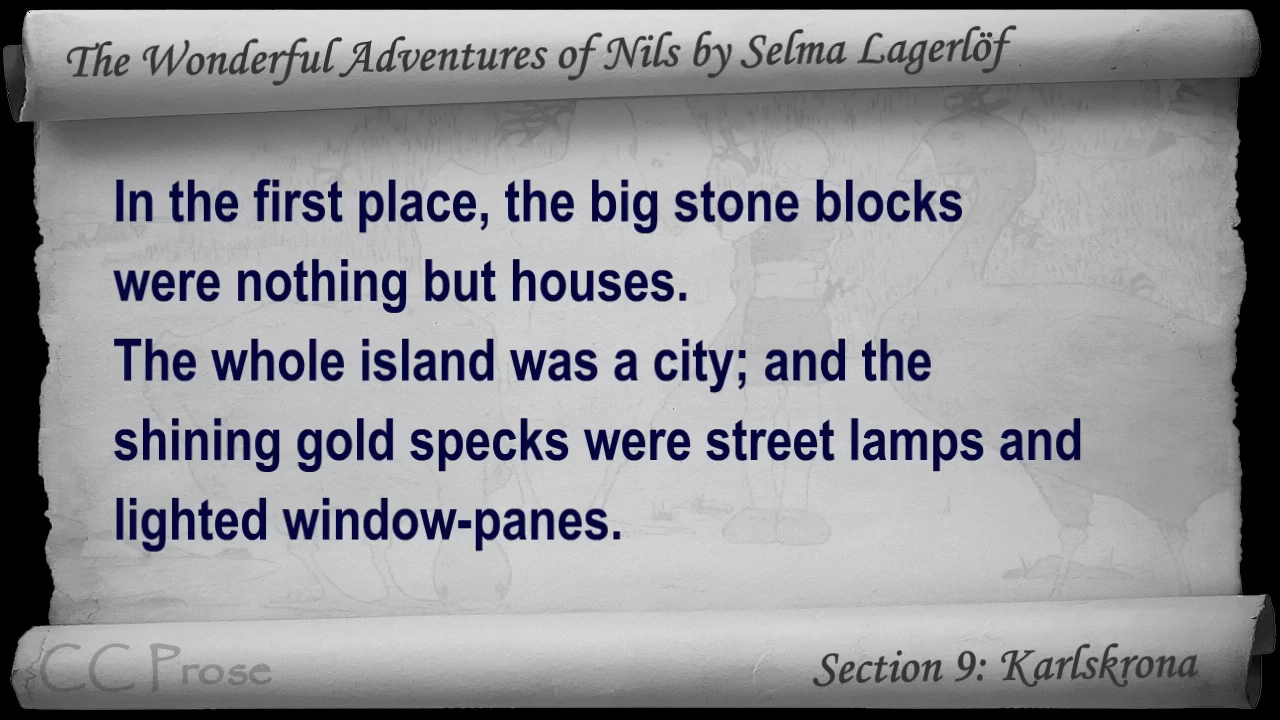 The Wonderful Adventures of Nils by Selma Lagerlöf
In the first place, the big stone blocks
were nothing but houses.
The whole island was a city; and the
shining gold specks were street lamps and
lighted window-panes.
CC Prose
Section 9: Karlskrona